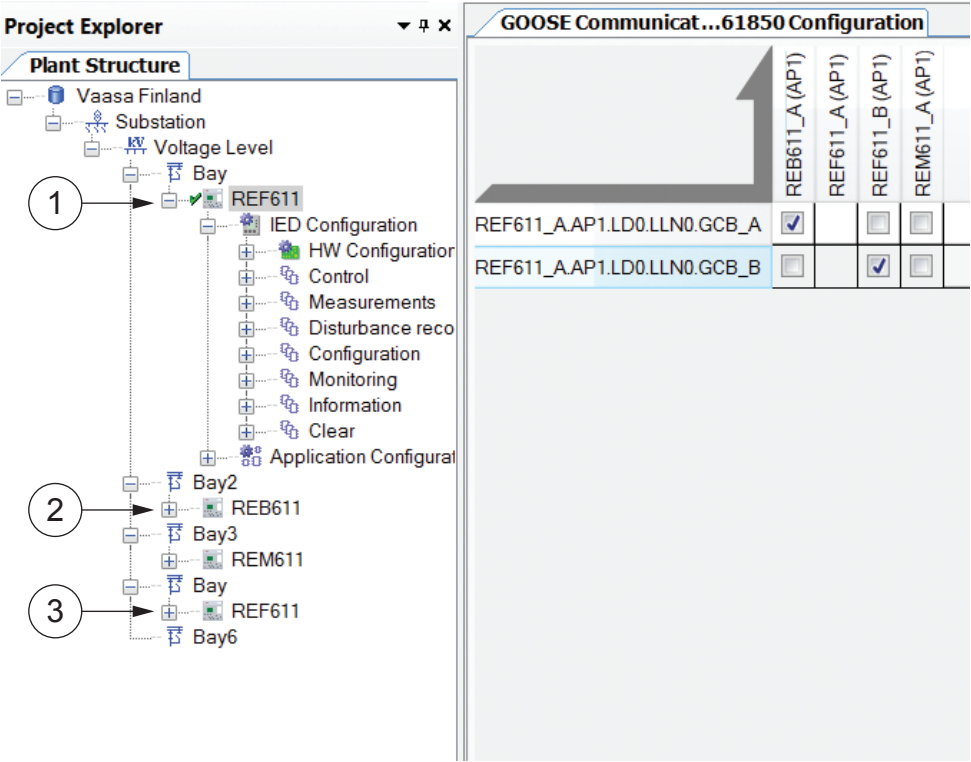 Project Explorer
Plant Structure
Vaasa Finland
Substation
kV Voltage Level
Bay
1 REF611
IED Configuration
HW Configuration
Control
Measurements
Disturbance reco
Configuration
Monitoring
Information
Clear
Application Configurat
Bay2
2 REB611
Bay3
REM611
Bay
3 REF611
Bay6
GOOSE Communicat...61850 Configuration
REB611_A (AP1)
REF611_A (AP1)
REF611_B (AP1)
REM611_A (AP1)
REF611_A.AP1.LD0.LLN0.GCB_A
REF611_A.AP1.LD0.LLN0.GCB_B